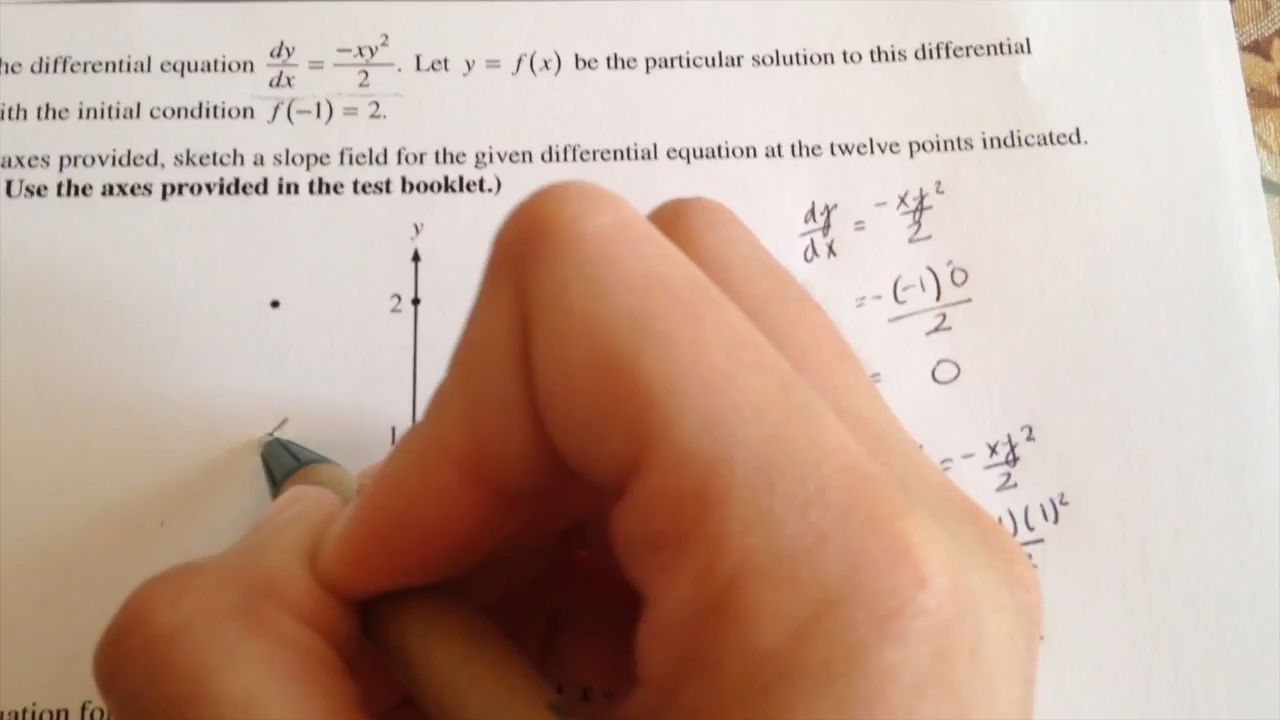 he differential equation dy/dx = -xy²/2. Let y = f(x) be the particular solution to this differential
ith the initial condition f(-1) = 2.
axes provided, sketch a slope field for the given differential equation at the twelve points indicated.
Use the axes provided in the test booklet.)
y
2
1
dy/dx = -xy²/2
= -(-1)0/2
= 0
= -xy²/2
)(1)²
uation fo